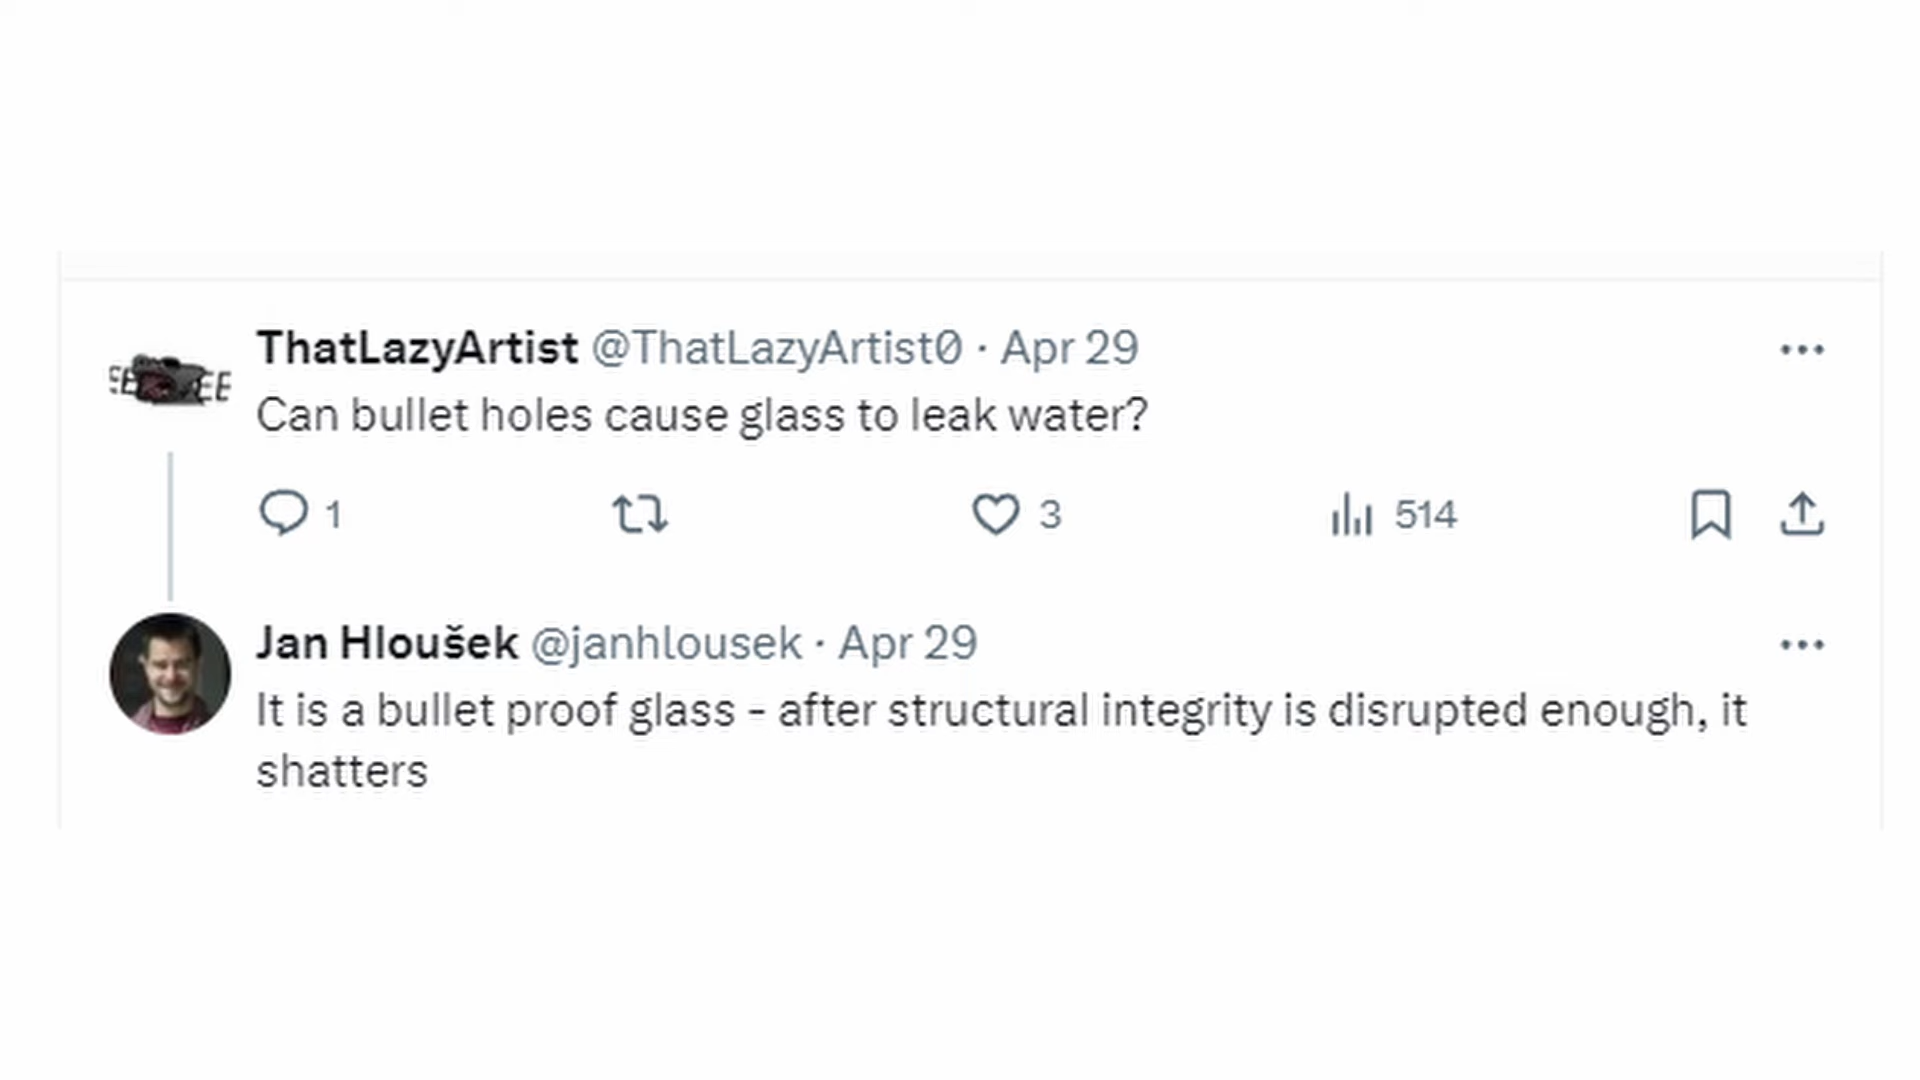 ThatLazyArtist @ThatLazyArtist0 · Apr 29
Can bullet holes cause glass to leak water?
1 3 514
Jan Hloušek @janhlousek · Apr 29
It is a bullet proof glass - after structural integrity is disrupted enough, it
shatters